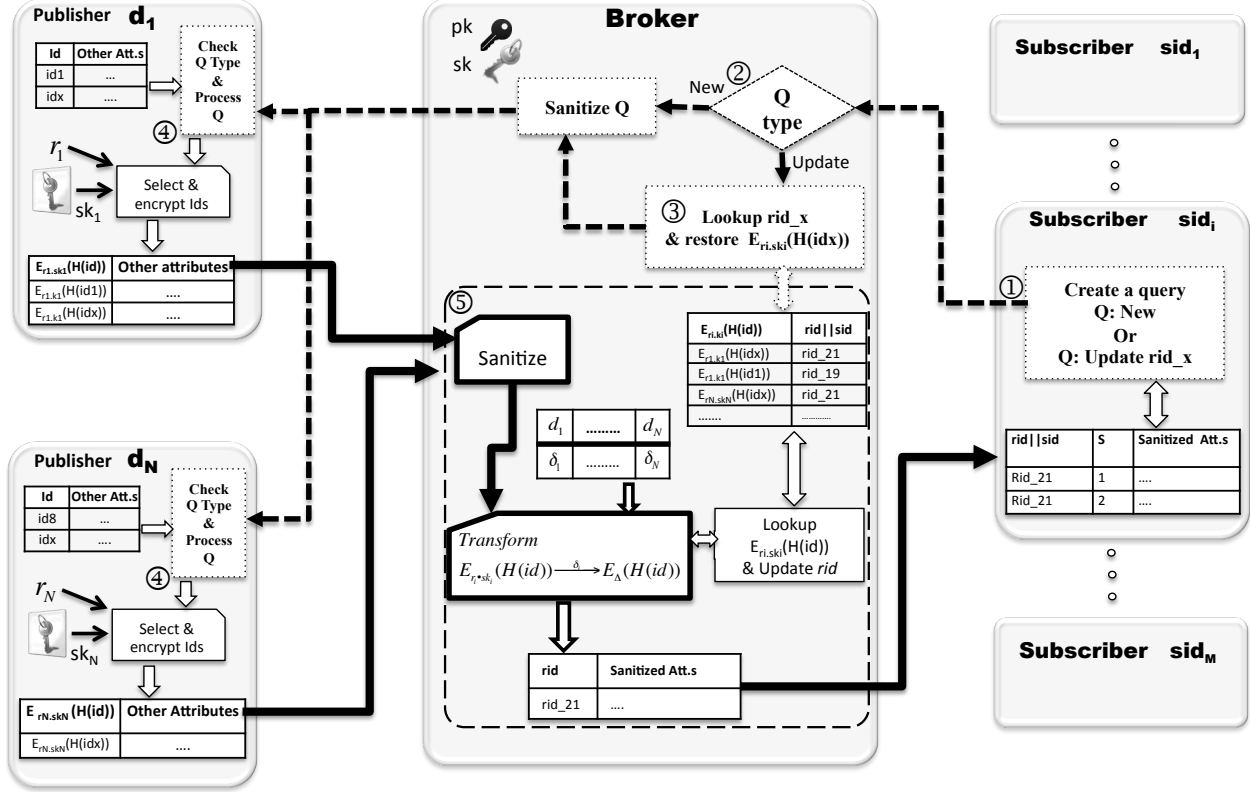 Publisher d1
Id Other Att.s
id1 ...
idx ....
Check
Q Type
&
Process
Q
④
r1
sk1
Select &
encrypt Ids
Er1.sk1(H(id)) Other attributes
Er1.k1(H(id1)) ....
Er1.k1(H(idx)) ....
Publisher dN
Id Other Att.s
id8 ...
idx ....
Check
Q Type
&
Process
Q
④
rN
skN
Select &
encrypt Ids
E rN.skN (H(id)) Other Attributes
ErN.skN(H(idx)) ....
Broker
pk
sk
Sanitize Q
New
②
Q
type
Update
③
Lookup rid_x
& restore Eri.ski(H(idx))
⑤
Sanitize
Eri.ki(H(id)) rid||sid
Er1.k1(H(idx)) rid_21
Er1.k1(H(id1)) rid_19
ErN.skN(H(idx)) rid_21
....... ............
d1 ......... dN
δ1 ......... δN
Transform
Eri•ski(H(id)) δi→ EΔ(H(id))
Lookup
Eri.ski(H(id))
& Update rid
rid Sanitized Att.s
rid_21 ....
Subscriber sid1
Subscriber sidi
①
Create a query
Q: New
Or
Q: Update rid_x
rid||sid S Sanitized Att.s
Rid_21 1 ....
Rid_21 2 ....
Subscriber sidM